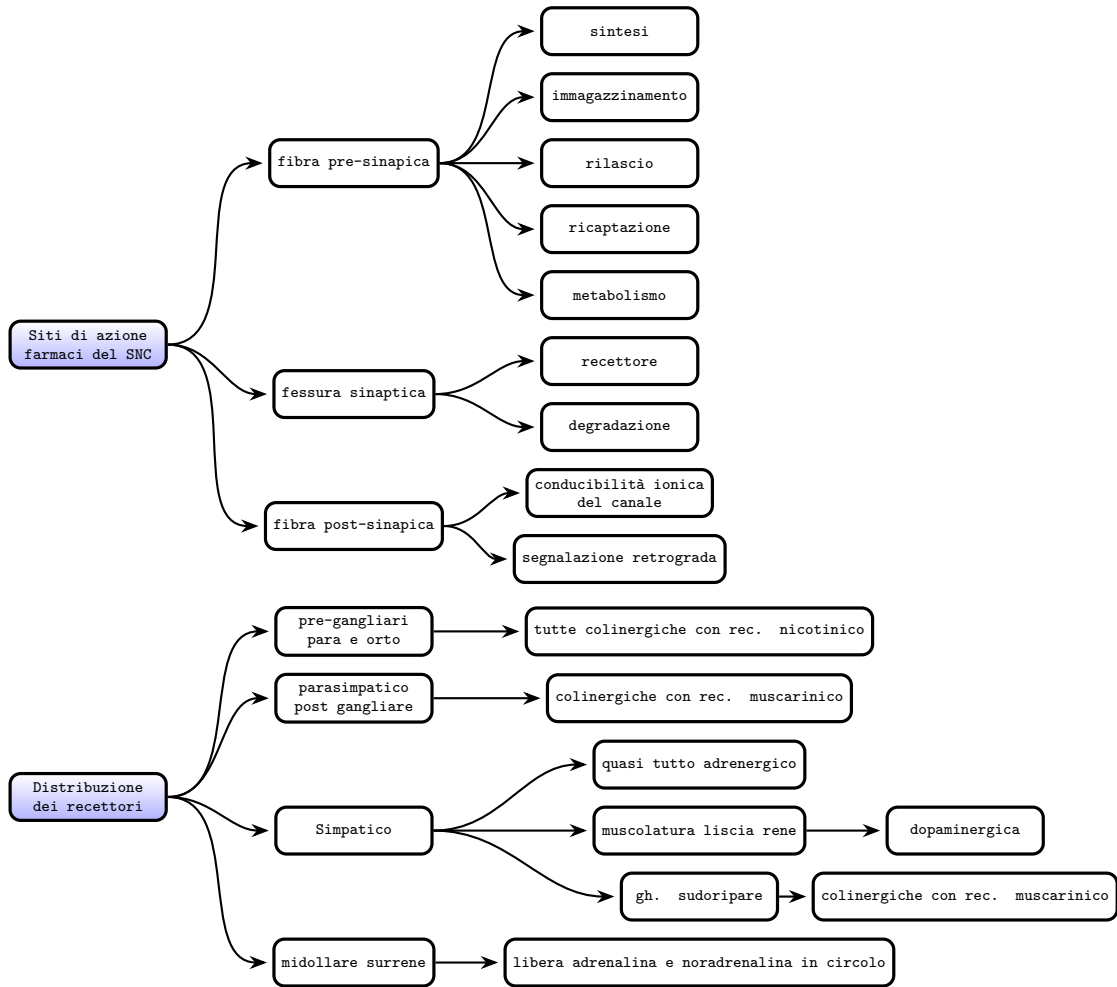 sintesi
immagazzinamento
fibra pre-sinapica
rilascio
ricaptazione
metabolismo
Siti di azione
farmaci del SNC
recettore
fessura sinaptica
degradazione
conducibilità ionica
del canale
fibra post-sinapica
segnalazione retrograda
pre-gangliari
para e orto
tutte colinergiche con rec. nicotinico
parasimpatico
post gangliare
colinergiche con rec. muscarinico
quasi tutto adrenergico
Distribuzione
dei recettori
Simpatico
muscolatura liscia rene
dopaminergica
gh. sudoripare
colinergiche con rec. muscarinico
midollare surrene
libera adrenalina e noradrenalina in circolo